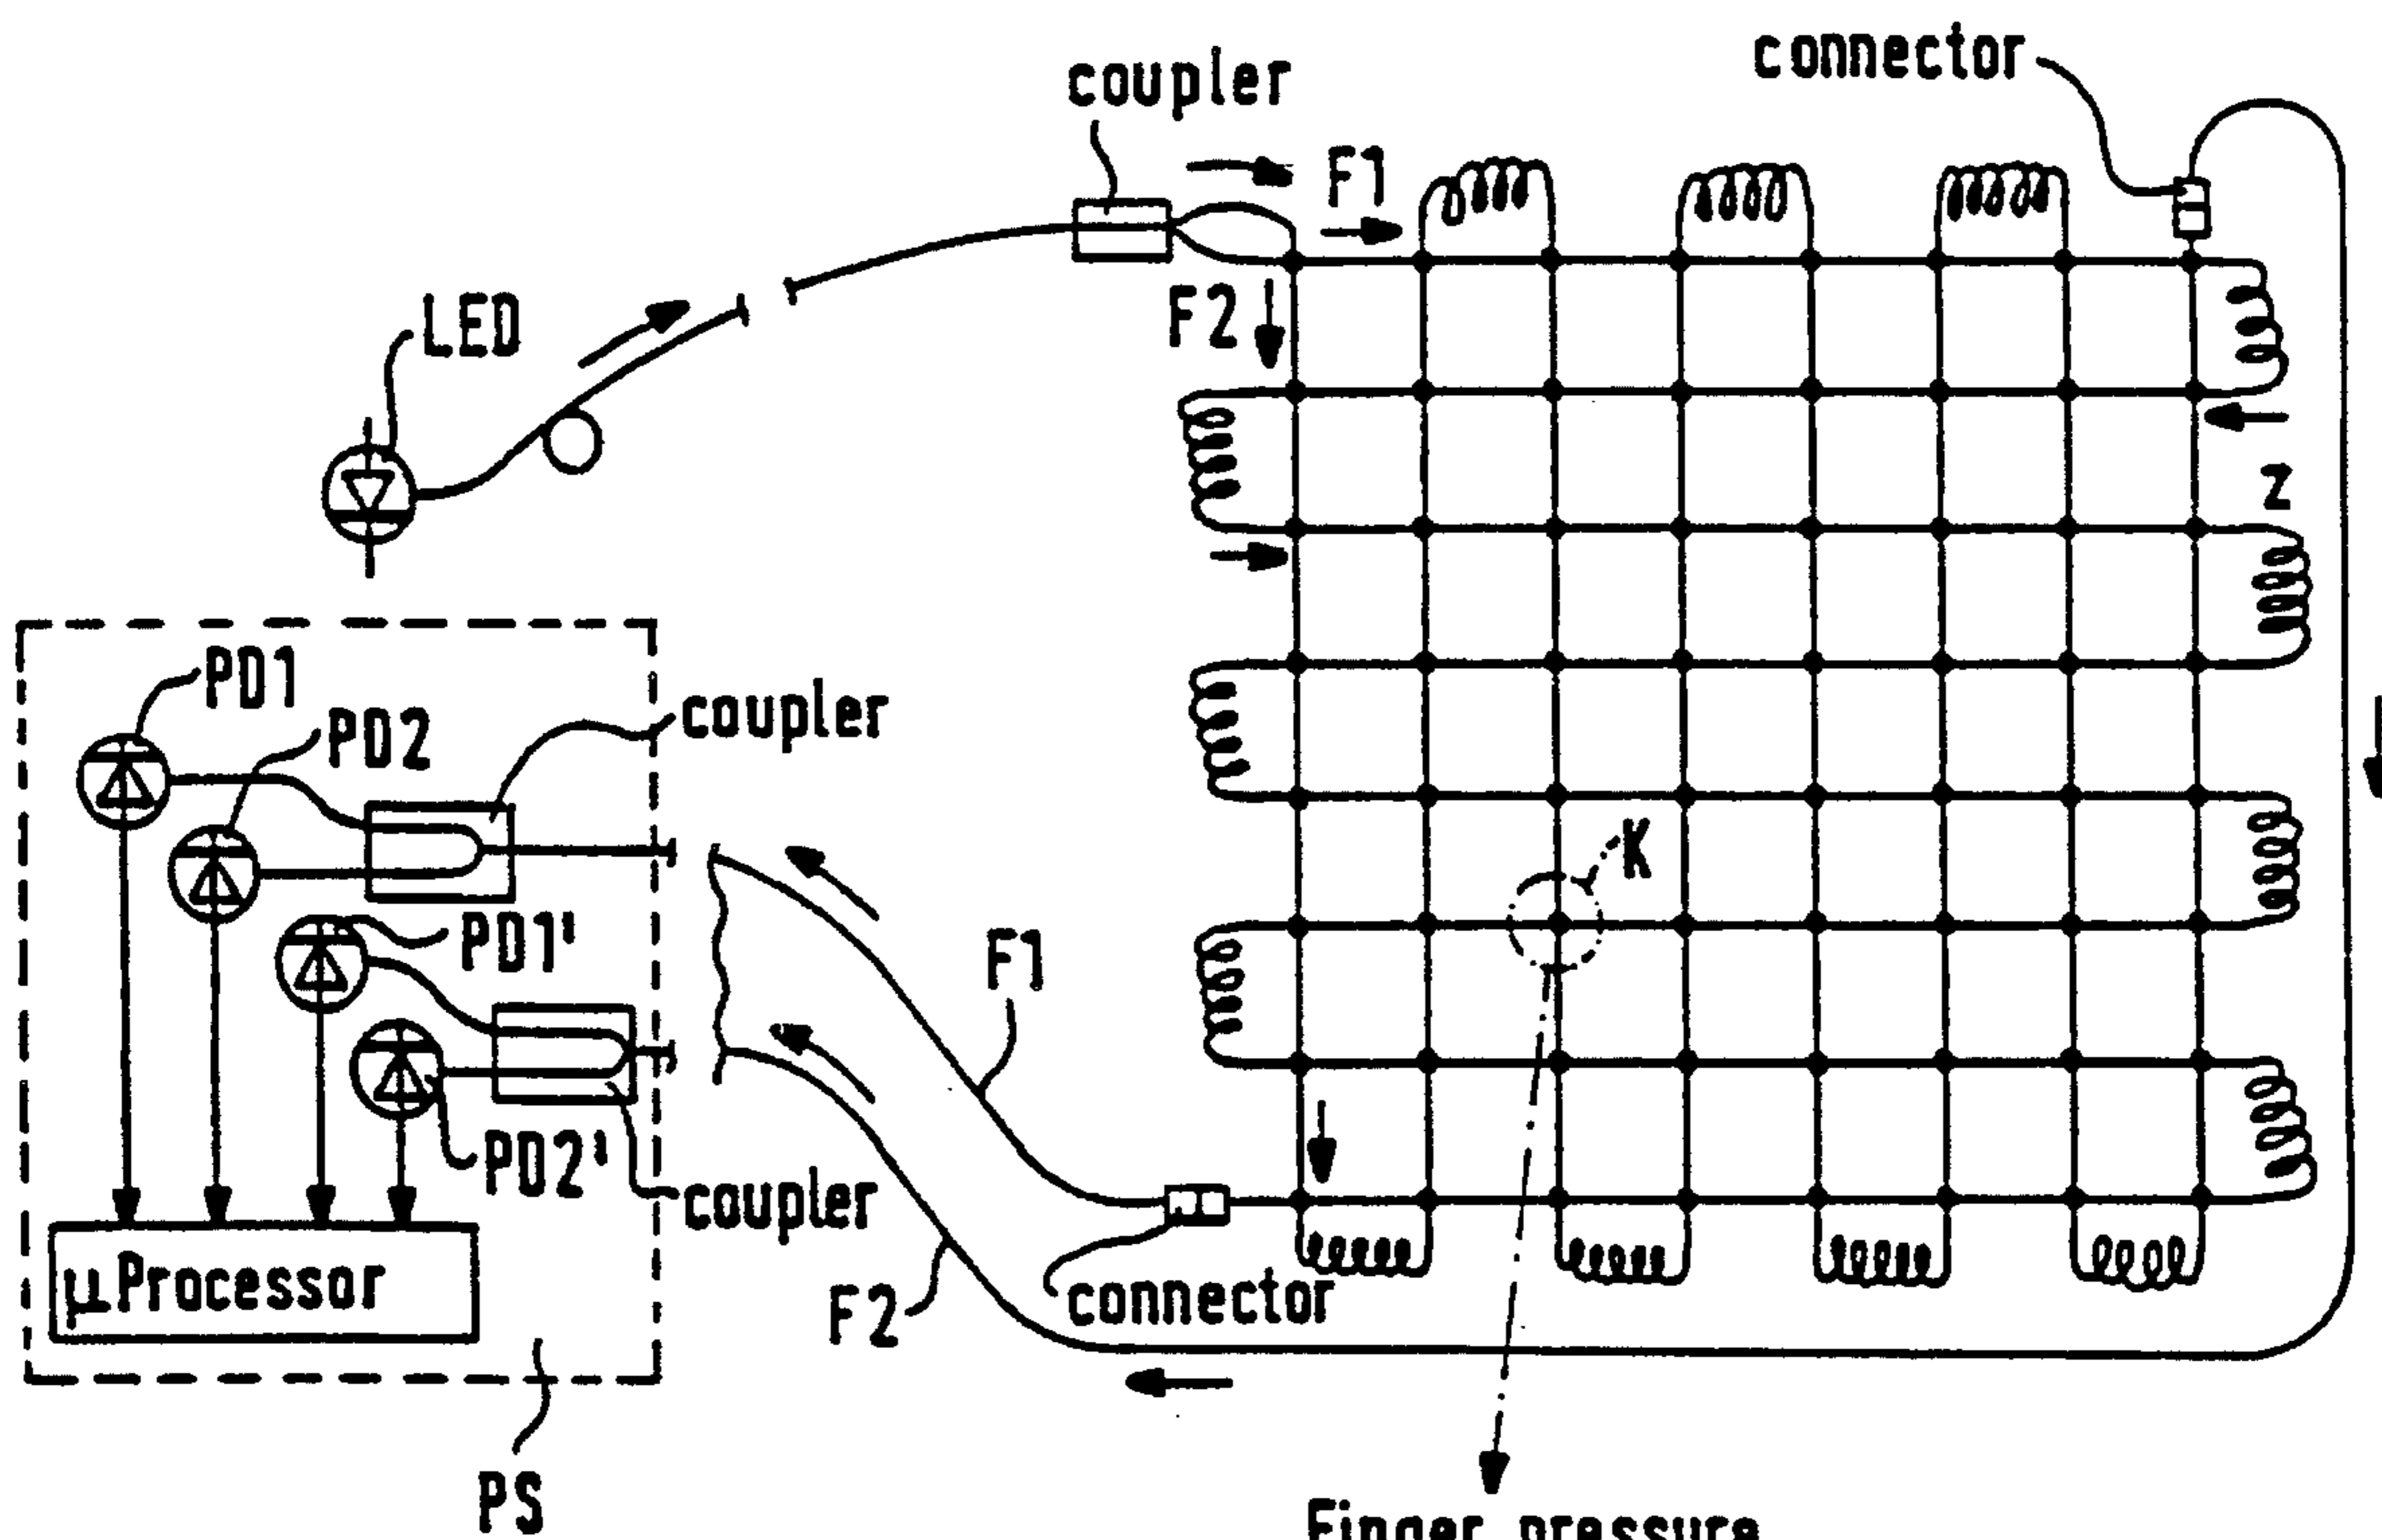 connector
coupler
F1
F2
LED
z
PD1
coupler
PD2
K
PD1'
F1
PD2'
coupler
μProcessor
F2
connector
PS
Finger pressure